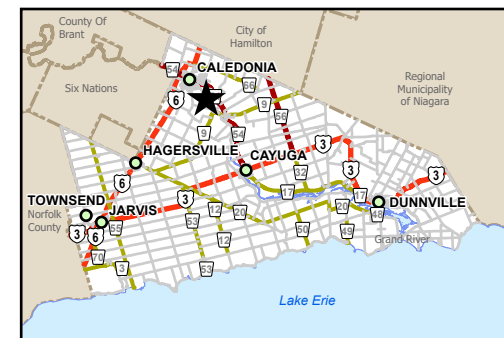 County Of
Brant
City of
Hamilton
54
CALEDONIA
66
Six Nations
6
9
Regional
Municipality
of Niagara
56
9
54
3
HAGERSVILLE
CAYUGA
32
3
3
6
3
17
17
TOWNSEND
DUNNVILLE
Norfolk
County
JARVIS
12
20
20
48
3
6
55
53
50
49
Grand River
12
70
3
53
Lake Erie